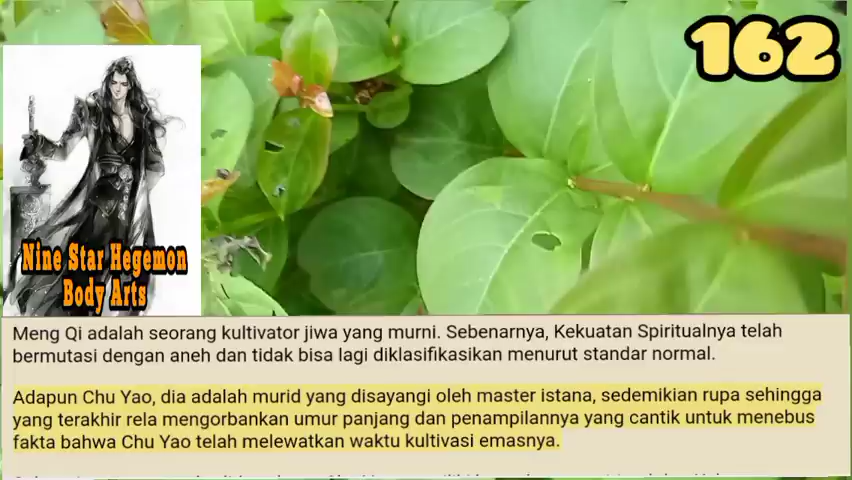 162
Nine Star Hegemon
Body Arts
Meng Qi adalah seorang kultivator jiwa yang murni. Sebenarnya, Kekuatan Spiritualnya telah
bermutasi dengan aneh dan tidak bisa lagi diklasifikasikan menurut standar normal.
Adapun Chu Yao, dia adalah murid yang disayangi oleh master istana, sedemikian rupa sehingga
yang terakhir rela mengorbankan umur panjang dan penampilannya yang cantik untuk menebus
fakta bahwa Chu Yao telah melewatkan waktu kultivasi emasnya.